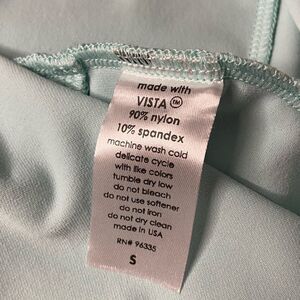 made with
VISTA™
90% nylon
10% spandex
machine wash cold
delicate cycle
with like colors
tumble dry low
do not bleach
do not use softener
do not iron
do not dry clean
made in USA
RN# 96335
S